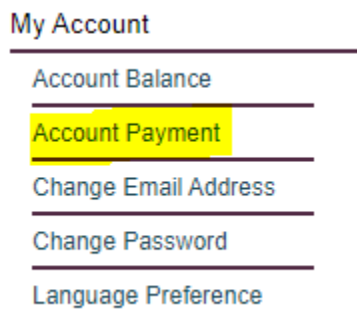 My Account
Account Balance
Account Payment
Change Email Address
Change Password
Language Preference